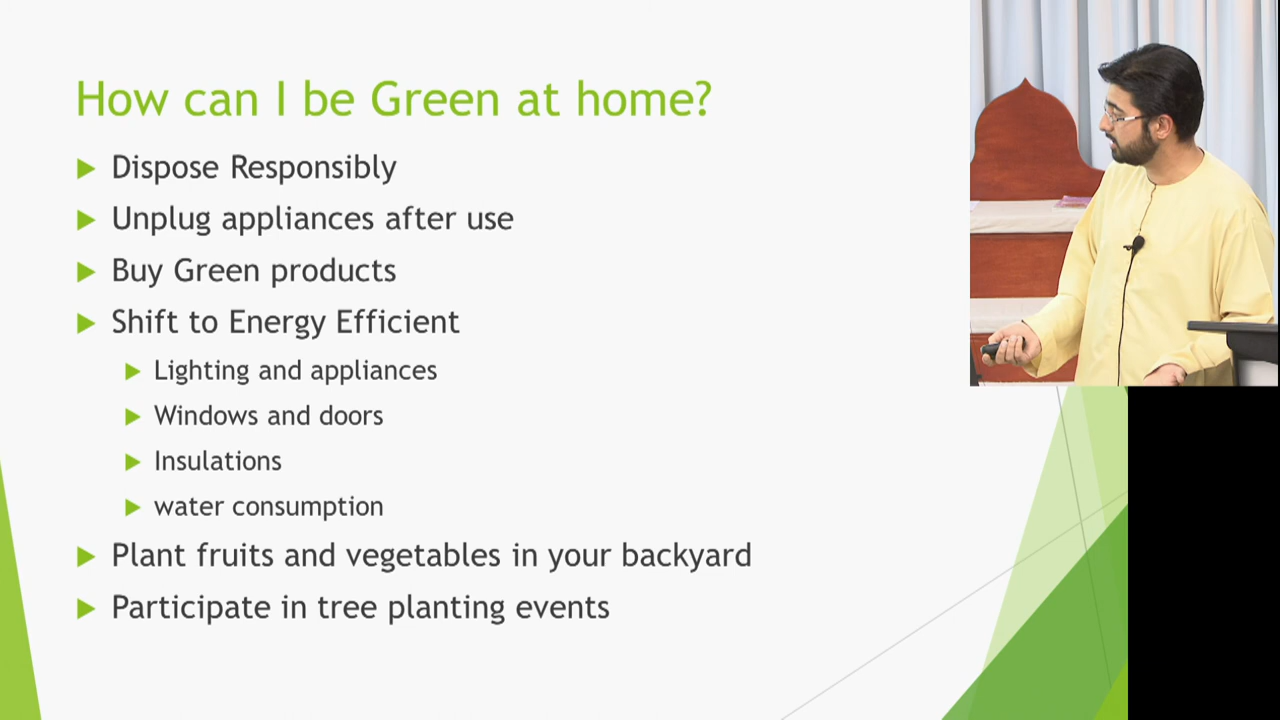 How can I be Green at home?
Dispose Responsibly
Unplug appliances after use
Buy Green products
Shift to Energy Efficient
Lighting and appliances
Windows and doors
Insulations
water consumption
Plant fruits and vegetables in your backyard
Participate in tree planting events